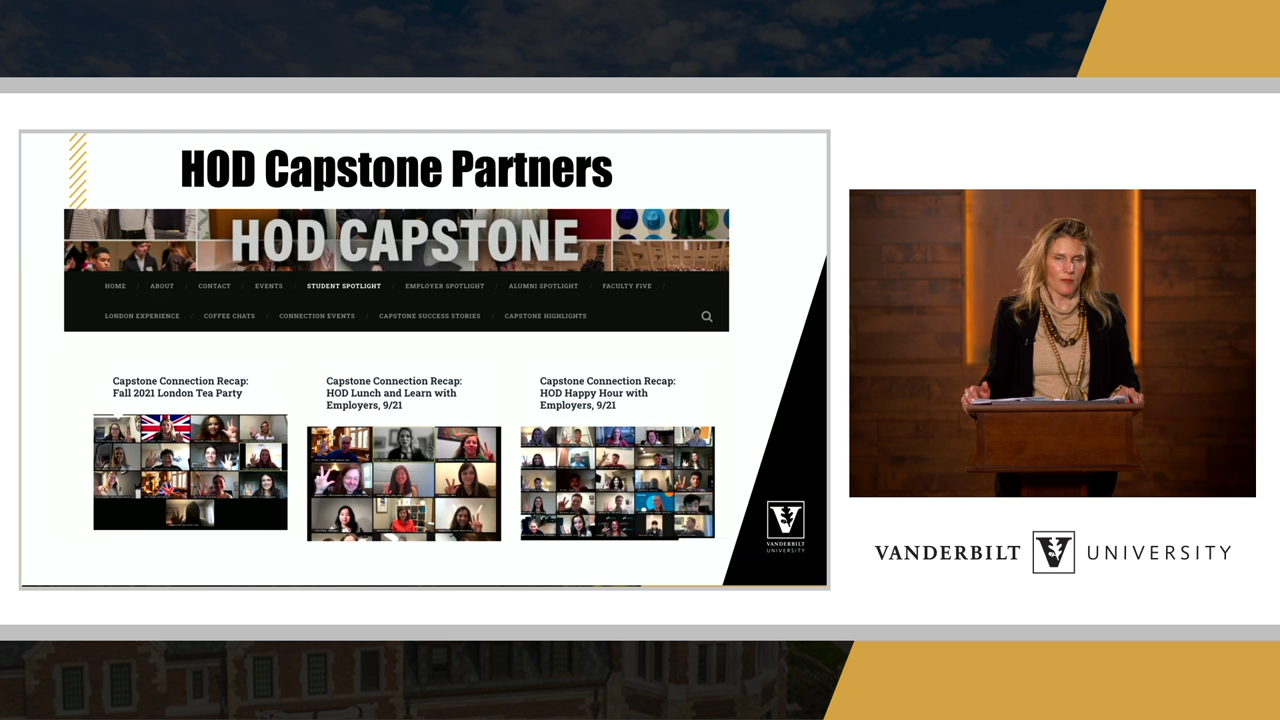 HOD Capstone Partners
HOD CAPSTONE
HOME / ABOUT / CONTACT / EVENTS / STUDENT SPOTLIGHT / EMPLOYER SPOTLIGHT / ALUMNI SPOTLIGHT / FACULTY FIVE /
LONDON EXPERIENCE / COFFEE CHATS / CONNECTION EVENTS / CAPSTONE SUCCESS STORIES / CAPSTONE HIGHLIGHTS
Capstone Connection Recap:
Fall 2021 London Tea Party
Capstone Connection Recap:
HOD Lunch and Learn with
Employers, 9/21
Capstone Connection Recap:
HOD Happy Hour with
Employers, 9/21
V
VANDERBILT
UNIVERSITY
VANDERBILT V UNIVERSITY